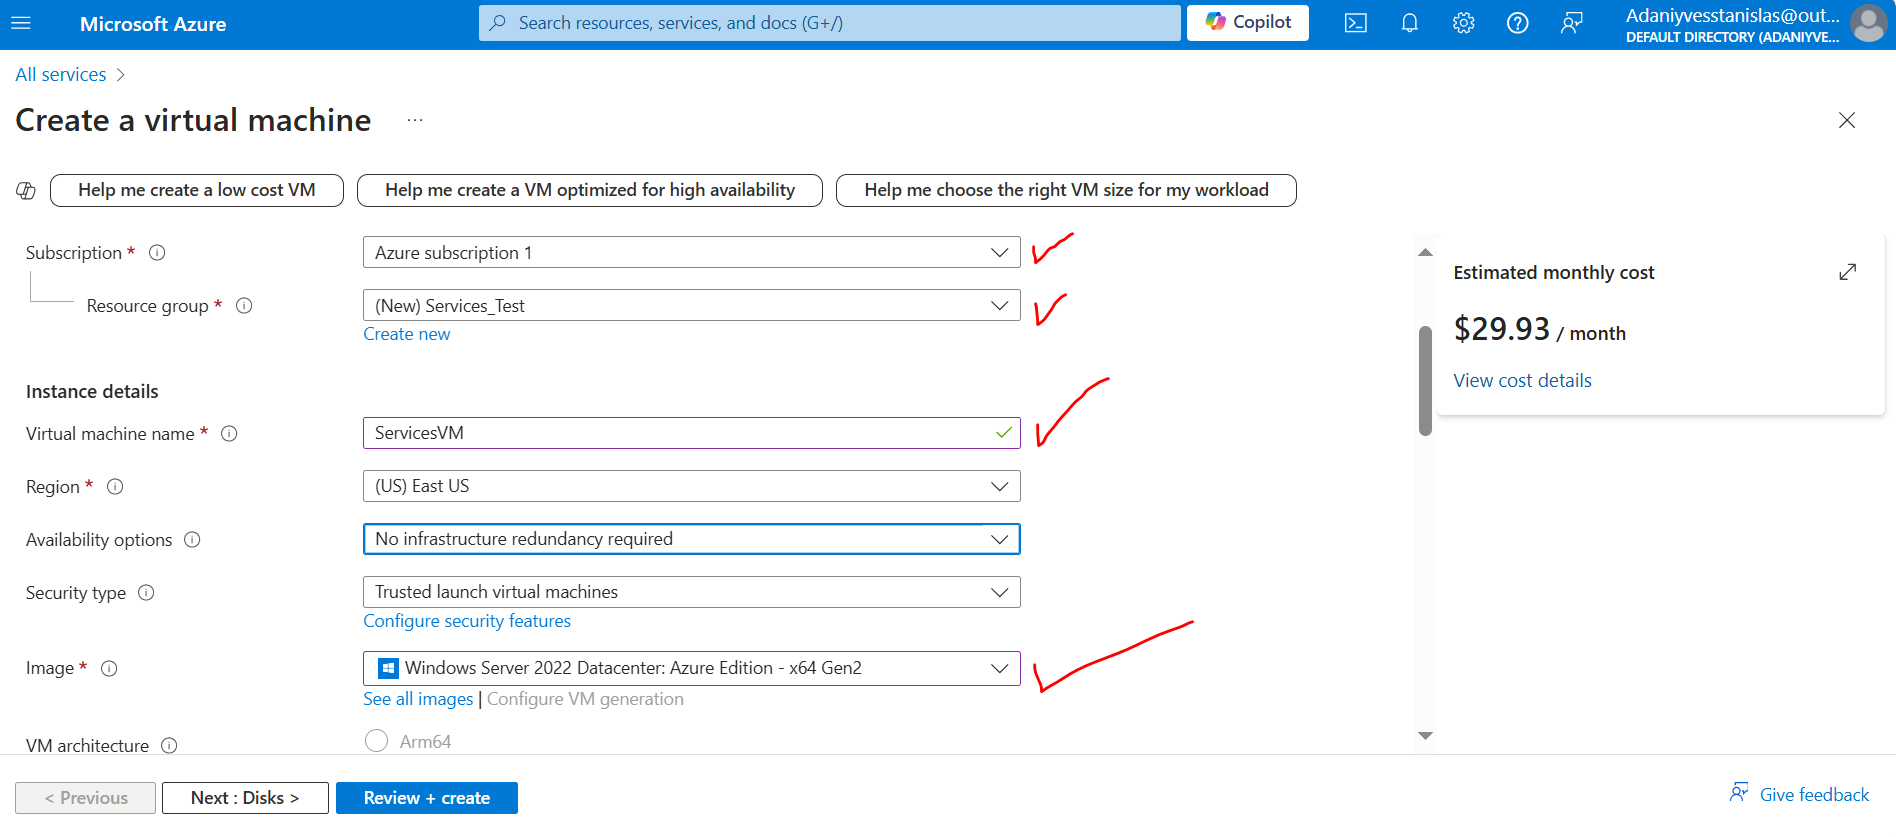 Microsoft Azure
Search resources, services, and docs (G+/)
Copilot
Adaniyvesstanislas@out...
DEFAULT DIRECTORY (ADANIYVE...
All services >
Create a virtual machine ...
Help me create a low cost VM
Help me create a VM optimized for high availability
Help me choose the right VM size for my workload
Subscription *
Azure subscription 1
Resource group *
(New) Services_Test
Create new
Instance details
Virtual machine name *
ServicesVM
Region *
(US) East US
Availability options
No infrastructure redundancy required
Security type
Trusted launch virtual machines
Configure security features
Image *
Windows Server 2022 Datacenter: Azure Edition - x64 Gen2
See all images | Configure VM generation
VM architecture
Arm64
Estimated monthly cost
$29.93 / month
View cost details
< Previous
Next : Disks >
Review + create
Give feedback